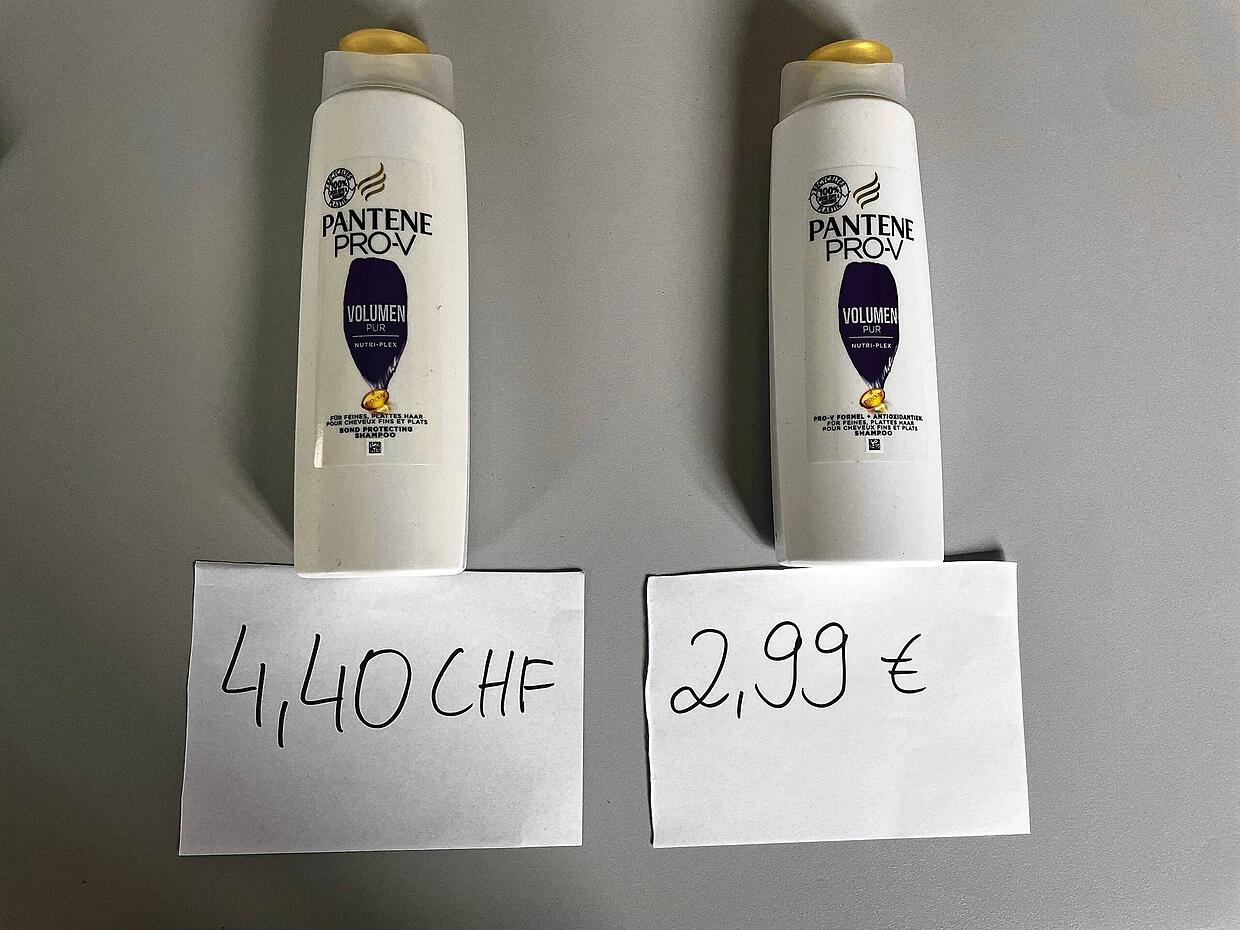 PANTENE
PRO-V
VOLUMEN
PUR
NUTRI-PLEX
FÜR FEINES, PLATTES HAAR
POUR CHEVEUX FINS ET PLATS
BOND PROTECTING
SHAMPOO
4,40 CHF
100%
PANTENE
PRO-V
VOLUMEN
PUR
NUTRI-PLEX
PRO-V FORMEL + ANTIOXIDANTIEN
FÜR FEINES, PLATTES HAAR
POUR CHEVEUX FINS ET PLATS
SHAMPOO
2,99 €